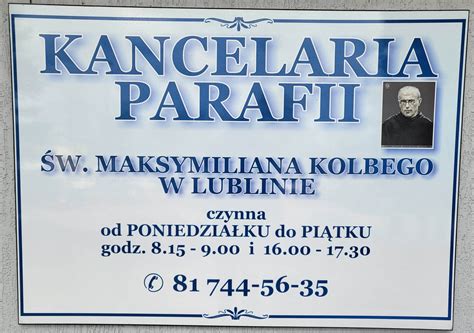 KANCELARIA
PARAFII
ŚW. MAKSYMILIANA KOLBEGO
W LUBLINIE
czynna
od PONIEDZIAŁKU do PIĄTKU
godz. 8.15 - 9.00 i 16.00 - 17.30
✆ 81 744-56-35